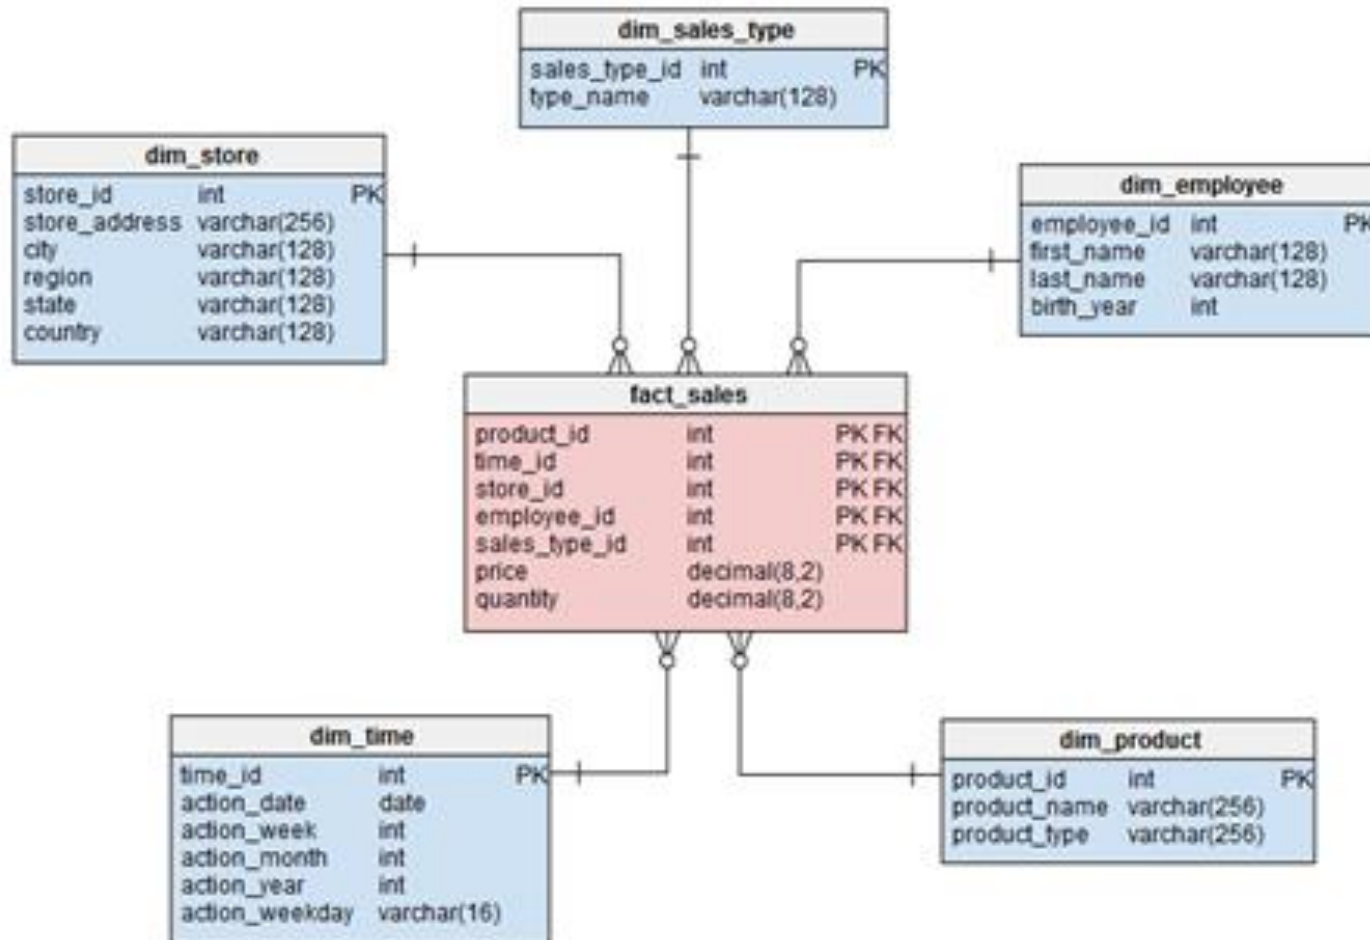 dim_sales_type
sales_type_id int PK
type_name varchar(128)
dim_store
store_id int PK
store_address varchar(256)
city varchar(128)
region varchar(128)
state varchar(128)
country varchar(128)
dim_employee
employee_id int PK
first_name varchar(128)
last_name varchar(128)
birth_year int
fact_sales
product_id int PK FK
time_id int PK FK
store_id int PK FK
employee_id int PK FK
sales_type_id int PK FK
price decimal(8,2)
quantity decimal(8,2)
dim_time
time_id int PK
action_date date
action_week int
action_month int
action_year int
action_weekday varchar(16)
dim_product
product_id int PK
product_name varchar(256)
product_type varchar(256)